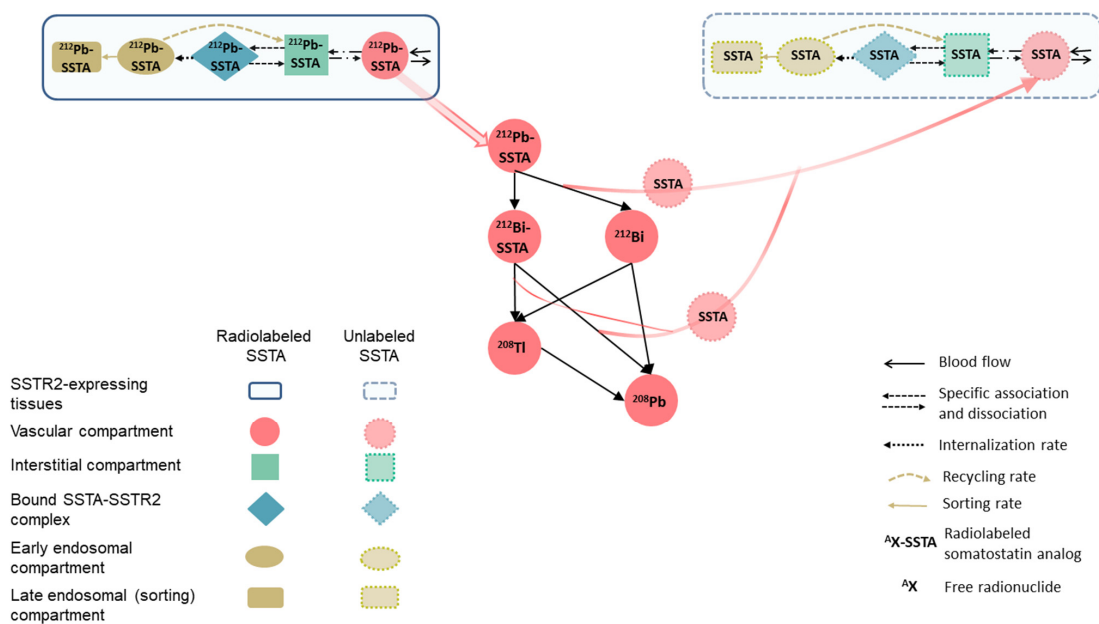 ²¹²Pb-
SSTA
²¹²Pb-
SSTA
²¹²Pb-
SSTA
²¹²Pb-
SSTA
²¹²Pb-
SSTA
SSTA
SSTA
SSTA
SSTA
SSTA
²¹²Pb-
SSTA
SSTA
²¹²Bi-
SSTA
²¹²Bi
SSTA
²⁰⁸Tl
²⁰⁸Pb
Radiolabeled
SSTA
Unlabeled
SSTA
SSTR2-expressing
tissues
Vascular compartment
Interstitial compartment
Bound SSTA-SSTR2
complex
Early endosomal
compartment
Late endosomal (sorting)
compartment
Blood flow
Specific association
and dissociation
Internalization rate
Recycling rate
Sorting rate
ᴬX-SSTA Radiolabeled
somatostatin analog
ᴬX Free radionuclide